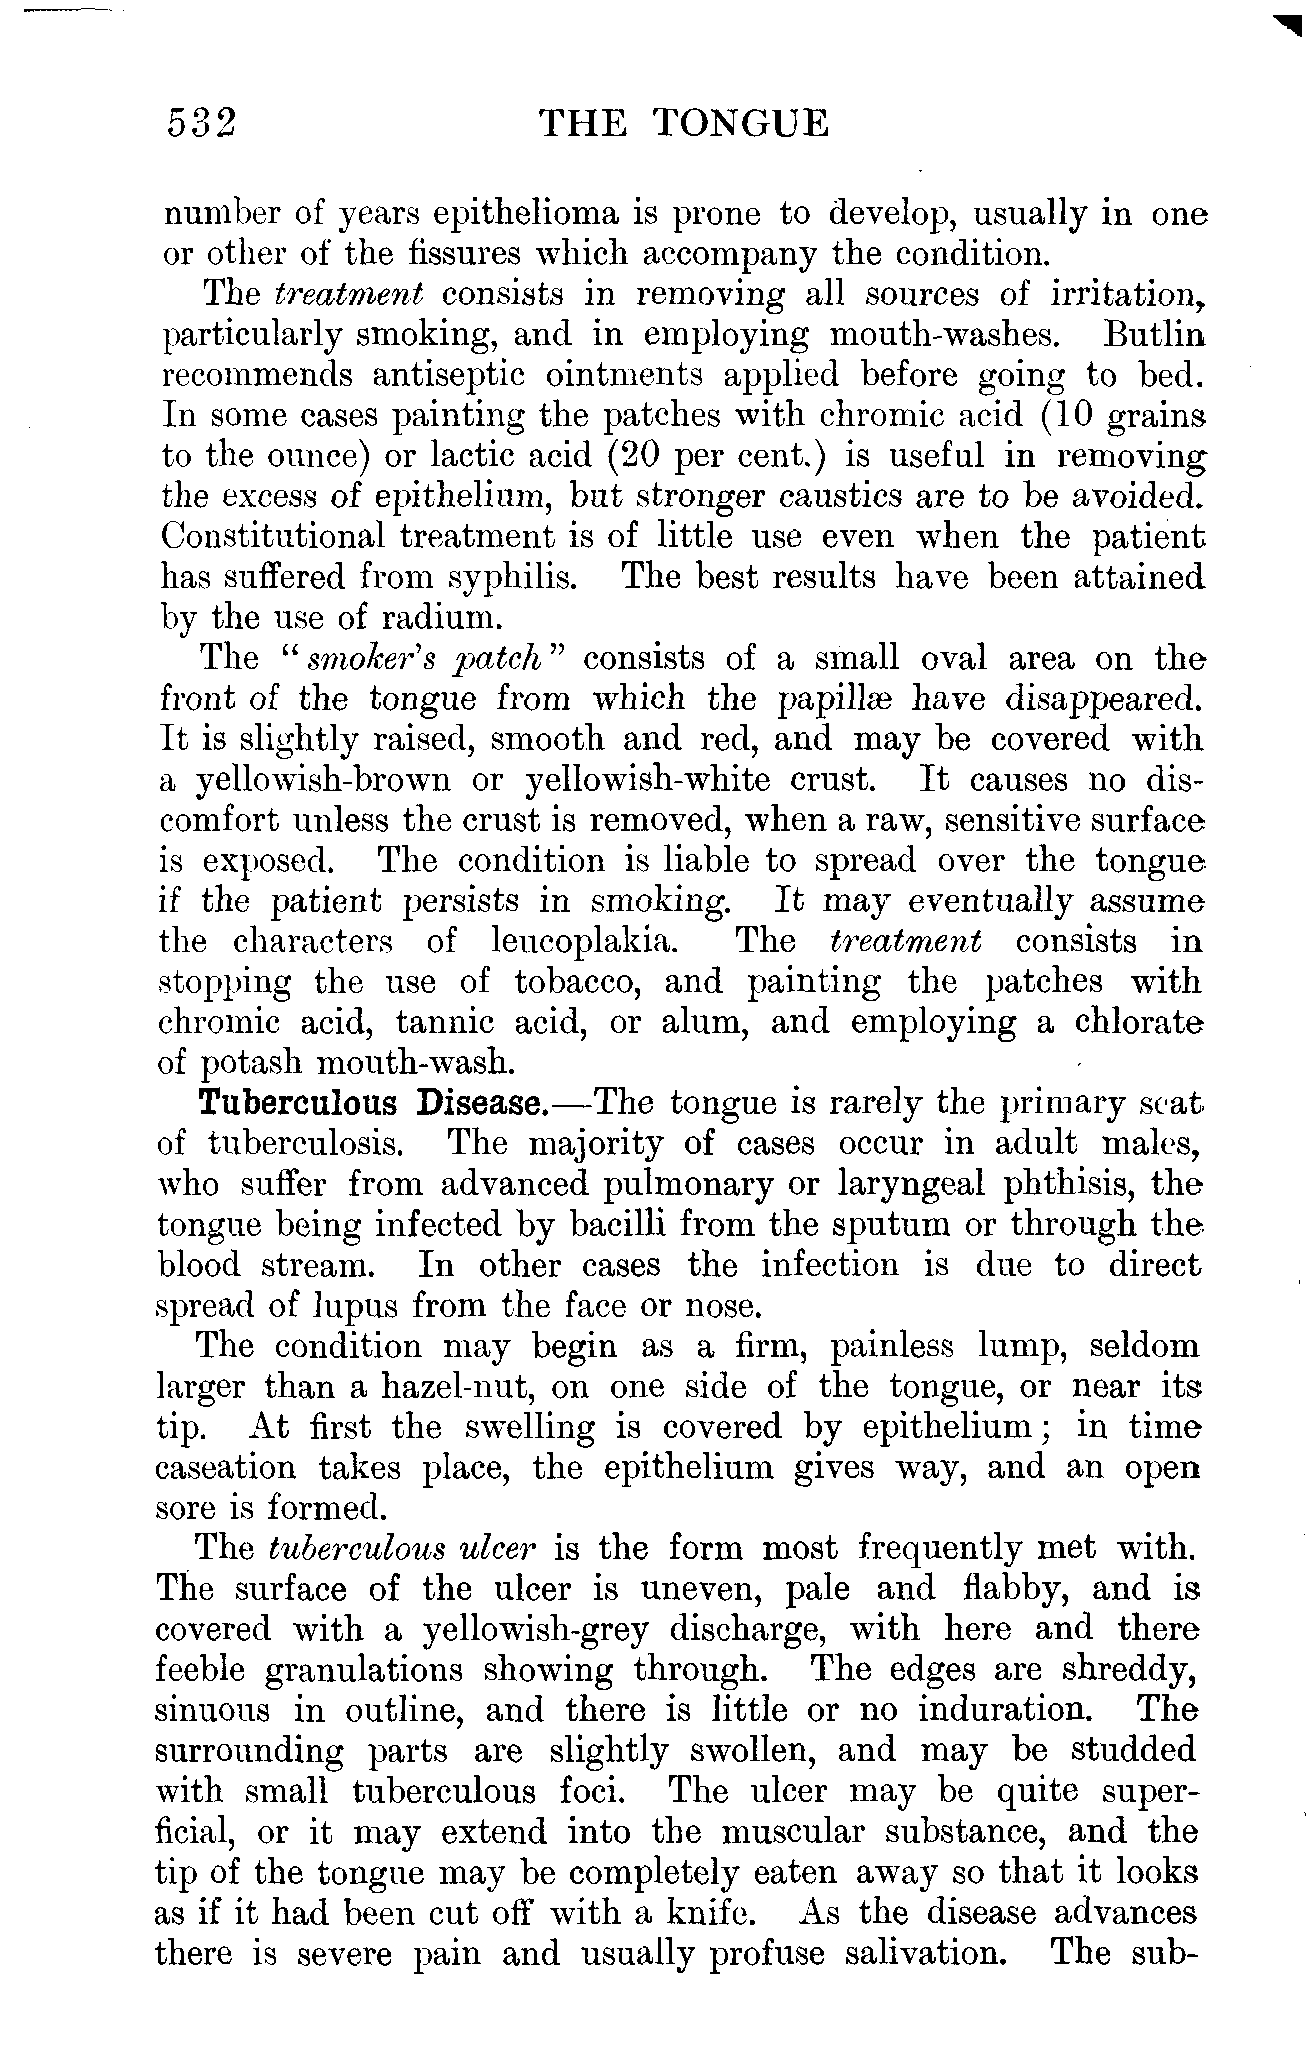 532 THE TONGUE
number of years epithelioma is prone to develop, usually in one
or other of the fissures which accompany the condition.
The treatment consists in removing all sources of irritation,
particularly smoking, and in employing mouth-washes. Butlin
recommends antiseptic ointments applied before going to bed.
In some cases painting the patches with chromic acid (10 grains
to the ounce) or lactic acid (20 per cent.) is useful in removing
the excess of epithelium, but stronger caustics are to be avoided.
Constitutional treatment is of little use even when the patient
has suffered from syphilis. The best results have been attained
by the use of radium.
The “smoker's patch” consists of a small oval area on the
front of the tongue from which the papillæ have disappeared.
It is slightly raised, smooth and red, and may be covered with
a yellowish-brown or yellowish-white crust. It causes no dis-
comfort unless the crust is removed, when a raw, sensitive surface
is exposed. The condition is liable to spread over the tongue
if the patient persists in smoking. It may eventually assume
the characters of leucoplakia. The treatment consists in
stopping the use of tobacco, and painting the patches with
chromic acid, tannic acid, or alum, and employing a chlorate
of potash mouth-wash.
Tuberculous Disease.—The tongue is rarely the primary seat
of tuberculosis. The majority of cases occur in adult males,
who suffer from advanced pulmonary or laryngeal phthisis, the
tongue being infected by bacilli from the sputum or through the
blood stream. In other cases the infection is due to direct
spread of lupus from the face or nose.
The condition may begin as a firm, painless lump, seldom
larger than a hazel-nut, on one side of the tongue, or near its
tip. At first the swelling is covered by epithelium; in time
caseation takes place, the epithelium gives way, and an open
sore is formed.
The tuberculous ulcer is the form most frequently met with.
The surface of the ulcer is uneven, pale and flabby, and is
covered with a yellowish-grey discharge, with here and there
feeble granulations showing through. The edges are shreddy,
sinuous in outline, and there is little or no induration. The
surrounding parts are slightly swollen, and may be studded
with small tuberculous foci. The ulcer may be quite super-
ficial, or it may extend into the muscular substance, and the
tip of the tongue may be completely eaten away so that it looks
as if it had been cut off with a knife. As the disease advances
there is severe pain and usually profuse salivation. The sub-